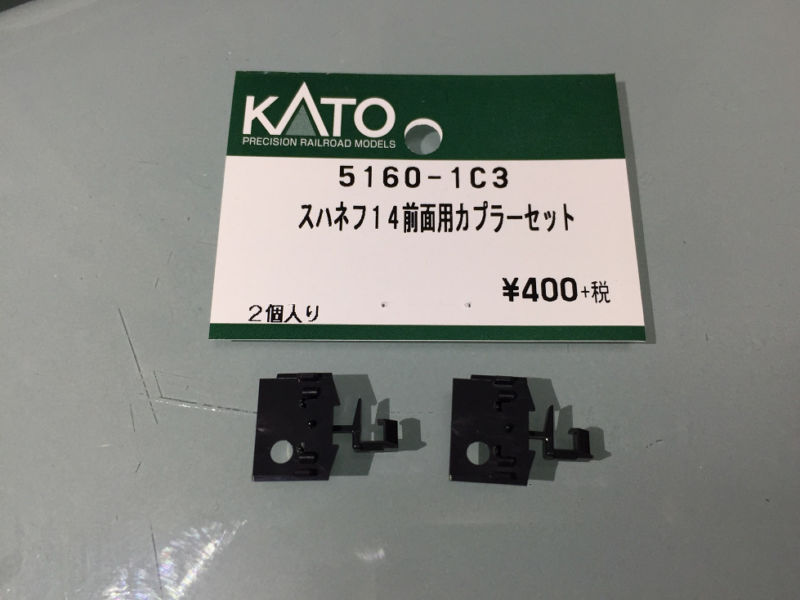 KATO
PRECISION RAILROAD MODELS
5160-1C3
スハネフ14前面用カプラーセット
¥400+税
2個入り